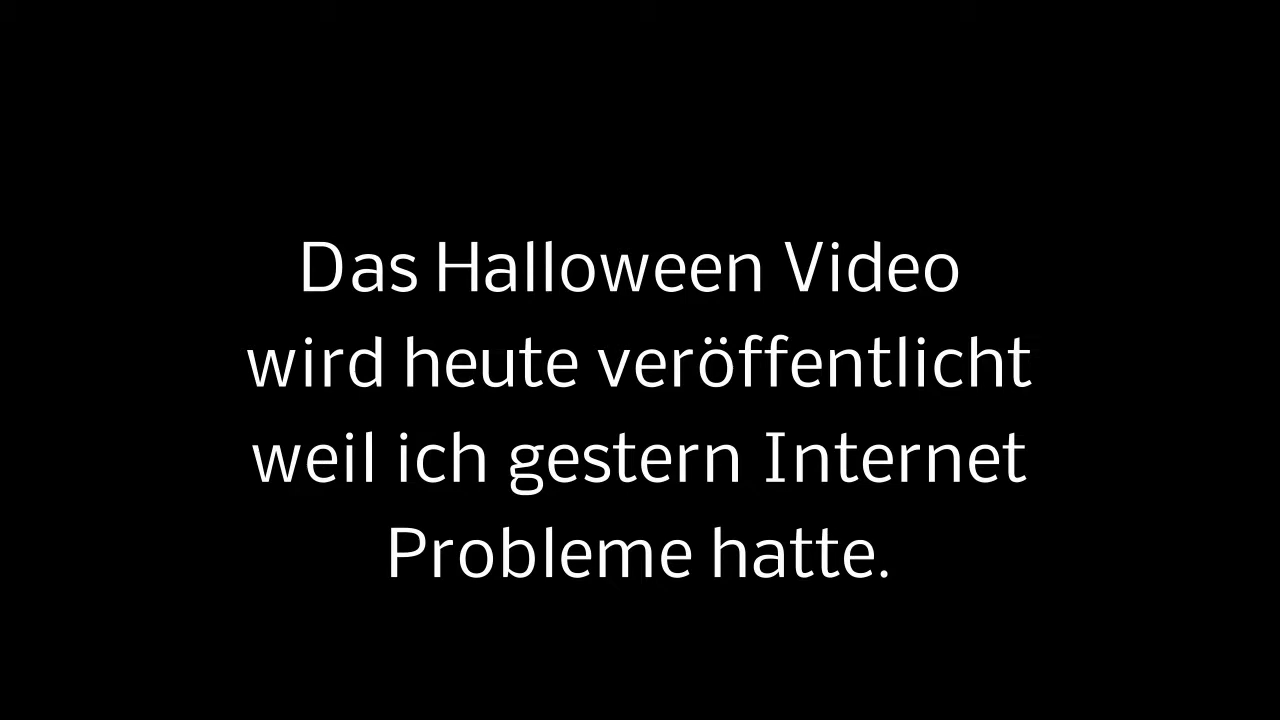 Das Halloween Video
wird heute veröffentlicht
weil ich gestern Internet
Probleme hatte.